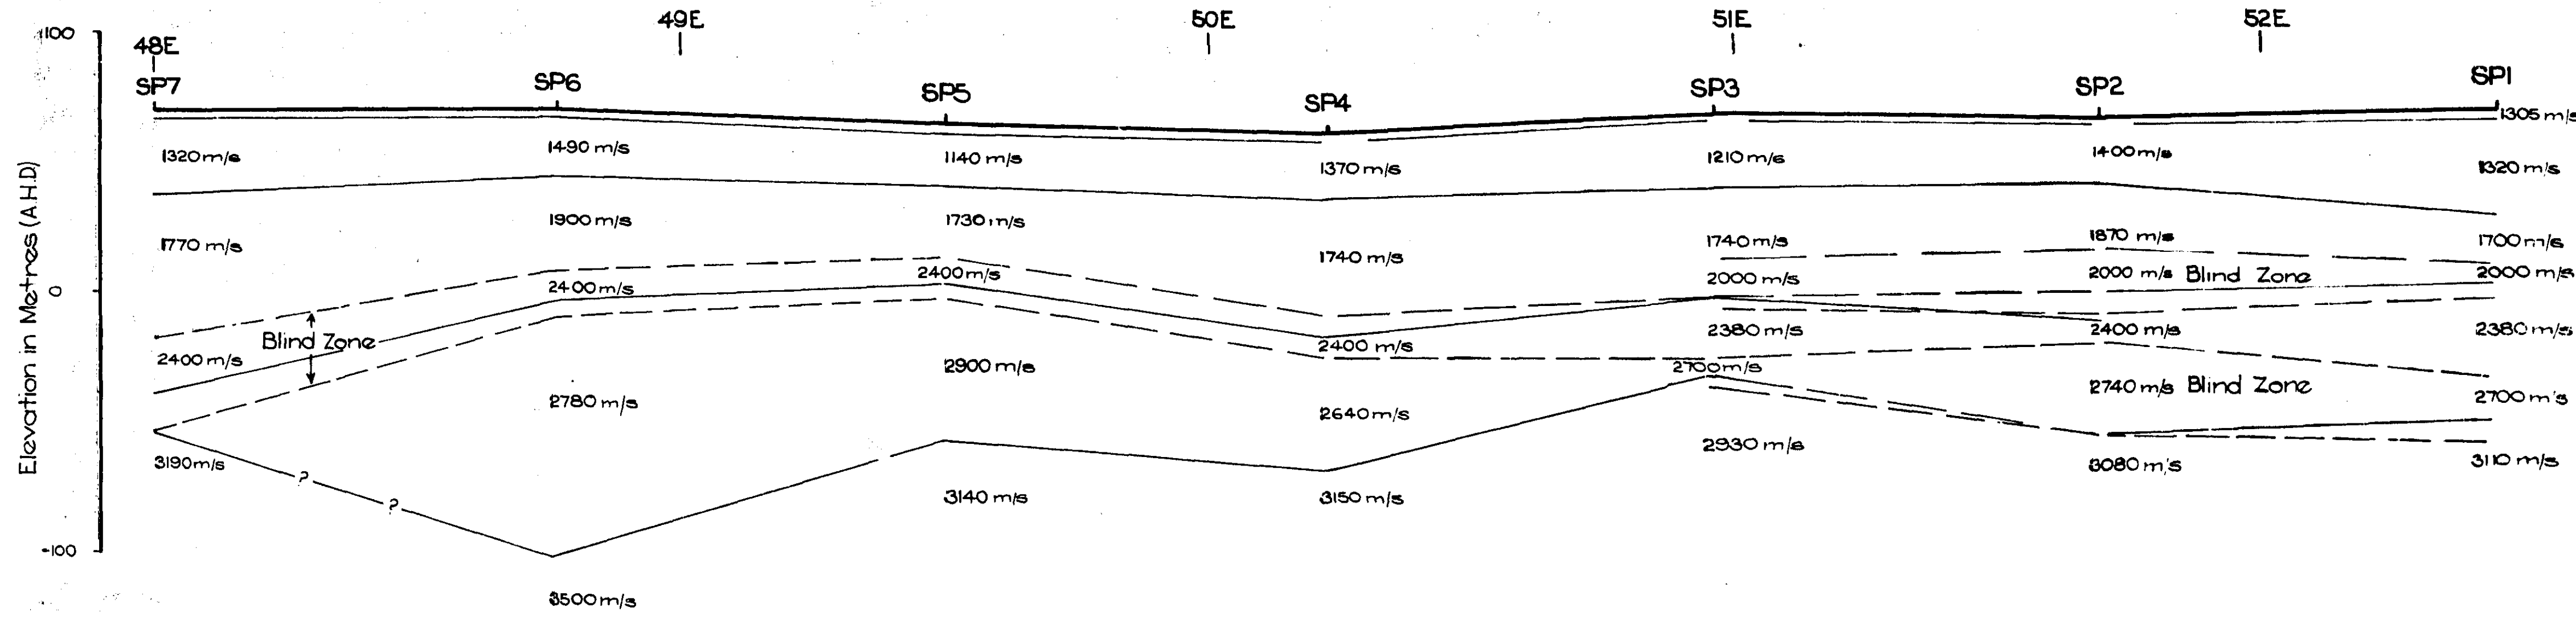 49E 50E 51E 52E
+100
48E
SP7 SP6 SP5 SP4 SP3 SP2 SP1
1305 m/s
1320 m/s 1490 m/s 1140 m/s 1370 m/s 1210 m/s 1400 m/s 1320 m/s
1770 m/s 1900 m/s 1730 m/s 1740 m/s 1740 m/s 1870 m/s 1700 m/s
2400 m/s 2400 m/s 2000 m/s 2000 m/s Blind Zone 2000 m/s
0
Elevation in Metres (A.H.D)
Blind Zone
2400 m/s 2400 m/s 2380 m/s 2400 m/s 2380 m/s
2780 m/s 2900 m/s 2640 m/s 2700 m/s 2740 m/s Blind Zone 2700 m/s
3190 m/s 2930 m/s 3080 m/s 3110 m/s
? ?
3140 m/s 3150 m/s
-100
3500 m/s